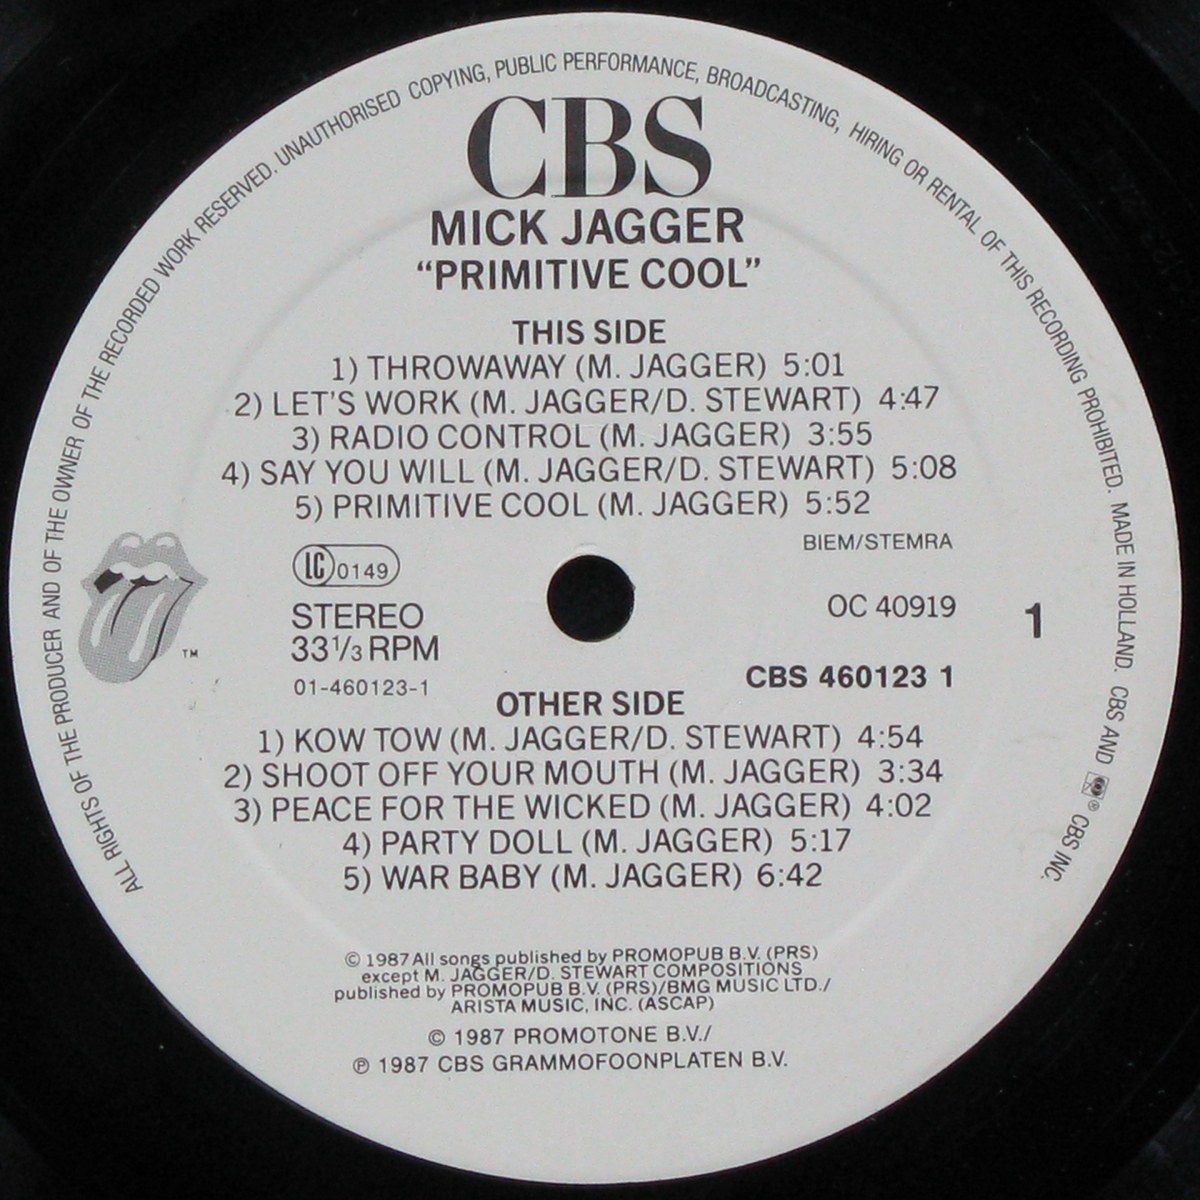 ALL RIGHTS OF THE PRODUCER AND OF THE OWNER OF THE RECORDED WORK RESERVED. UNAUTHORISED COPYING, PUBLIC PERFORMANCE, BROADCASTING, HIRING OR RENTAL OF THIS RECORDING PROHIBITED. MADE IN HOLLAND. CBS AND ® CBS INC.
CBS
MICK JAGGER
“PRIMITIVE COOL”
THIS SIDE
1) THROWAWAY (M. JAGGER) 5:01
2) LET'S WORK (M. JAGGER/D. STEWART) 4:47
3) RADIO CONTROL (M. JAGGER) 3:55
4) SAY YOU WILL (M. JAGGER/D. STEWART) 5:08
5) PRIMITIVE COOL (M. JAGGER) 5:52
BIEM/STEMRA
LC 0149
OC 40919
1
STEREO
33⅓ RPM
TM
01-460123-1
CBS 460123 1
OTHER SIDE
1) KOW TOW (M. JAGGER/D. STEWART) 4:54
2) SHOOT OFF YOUR MOUTH (M. JAGGER) 3:34
3) PEACE FOR THE WICKED (M. JAGGER) 4:02
4) PARTY DOLL (M. JAGGER) 5:17
5) WAR BABY (M. JAGGER) 6:42
© 1987 All songs published by PROMOPUB B.V. (PRS)
except M. JAGGER/D. STEWART COMPOSITIONS
published by PROMOPUB B.V. (PRS)/BMG MUSIC LTD./
ARISTA MUSIC, INC. (ASCAP)
© 1987 PROMOTONE B.V./
℗ 1987 CBS GRAMMOFOONPLATEN B.V.